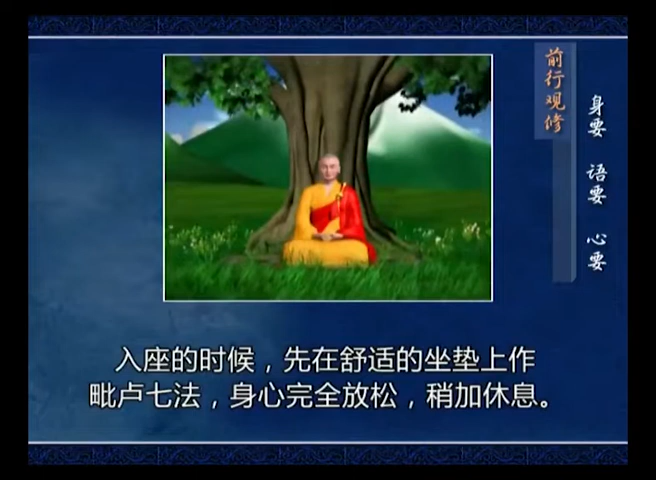 前行观修
身要 语要 心要
入座的时候，先在舒适的坐垫上作
毗卢七法，身心完全放松，稍加休息。